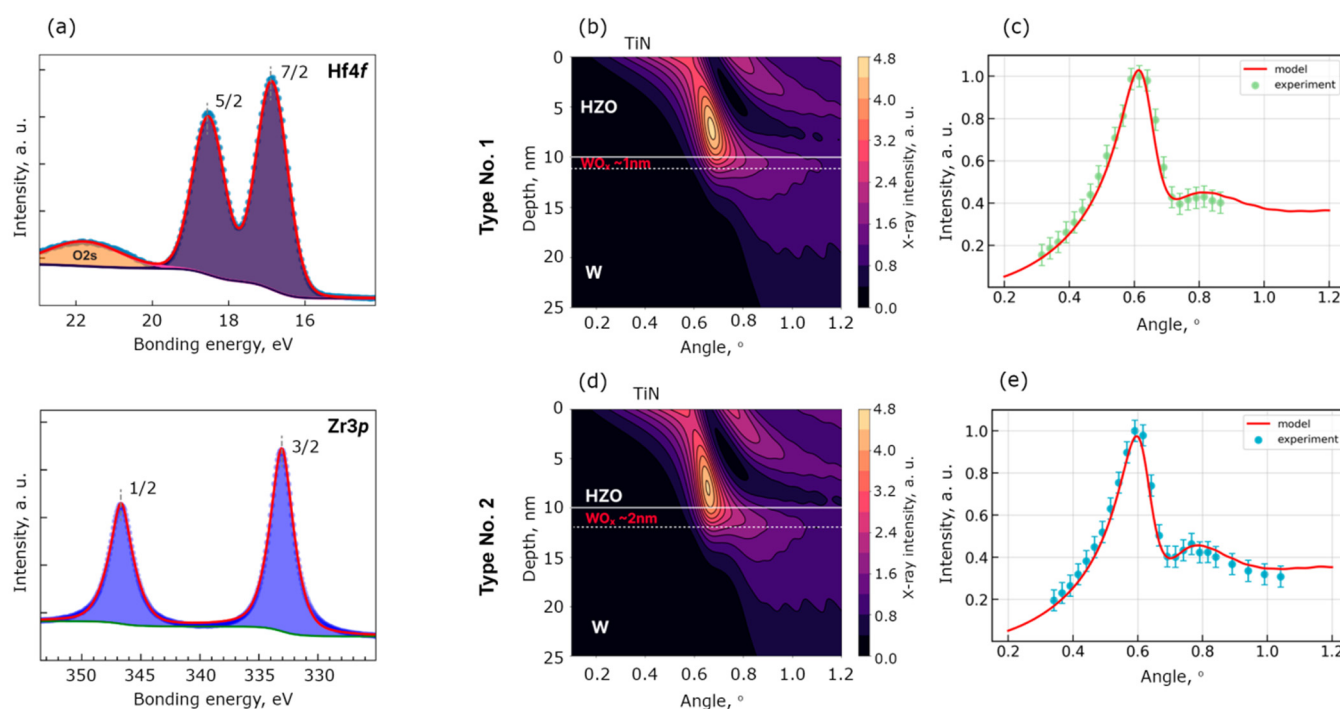 (a)
Hf4f
7/2
5/2
O2s
Intensity, a. u.
22 20 18 16
Bonding energy, eV
Zr3p
3/2
1/2
Intensity, a. u.
350 345 340 335 330
Bonding energy, eV
Type No. 1
(b)
TiN
HZO
WOₓ ~1nm
W
Depth, nm
0
5
10
15
20
25
0.2 0.4 0.6 0.8 1.0 1.2
Angle, °
4.8
4.0
3.2
2.4
1.6
0.8
0.0
X-ray intensity, a. u.
(c)
model
experiment
Intensity, a. u.
1.0
0.8
0.6
0.4
0.2
0.2 0.4 0.6 0.8 1.0 1.2
Angle, °
Type No. 2
(d)
TiN
HZO
WOₓ ~2nm
W
Depth, nm
0
5
10
15
20
25
0.2 0.4 0.6 0.8 1.0 1.2
Angle, °
4.8
4.0
3.2
2.4
1.6
0.8
0.0
X-ray intensity, a. u.
(e)
model
experiment
Intensity, a. u.
1.0
0.8
0.6
0.4
0.2
0.2 0.4 0.6 0.8 1.0 1.2
Angle, °